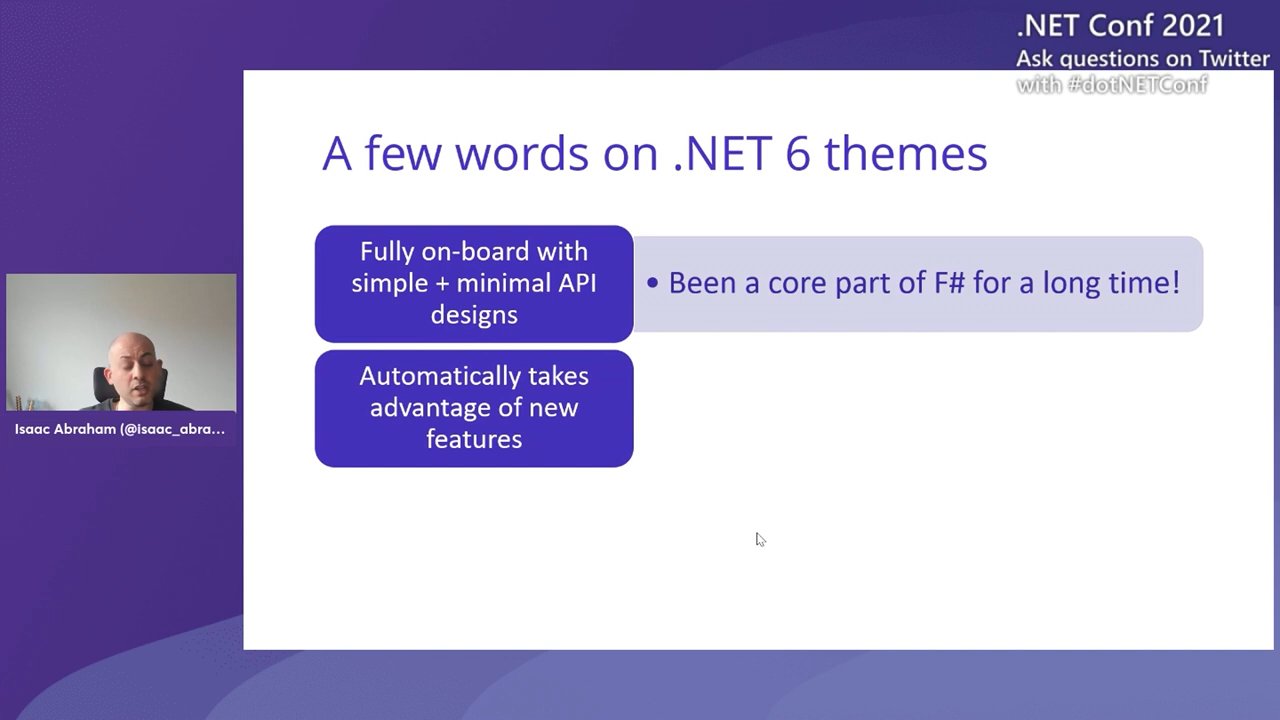 .NET Conf 2021
Ask questions on Twitter
with #dotNETConf
A few words on .NET 6 themes
Fully on-board with
simple + minimal API
designs
• Been a core part of F# for a long time!
Automatically takes
advantage of new
features
Isaac Abraham (@isaac_abra...